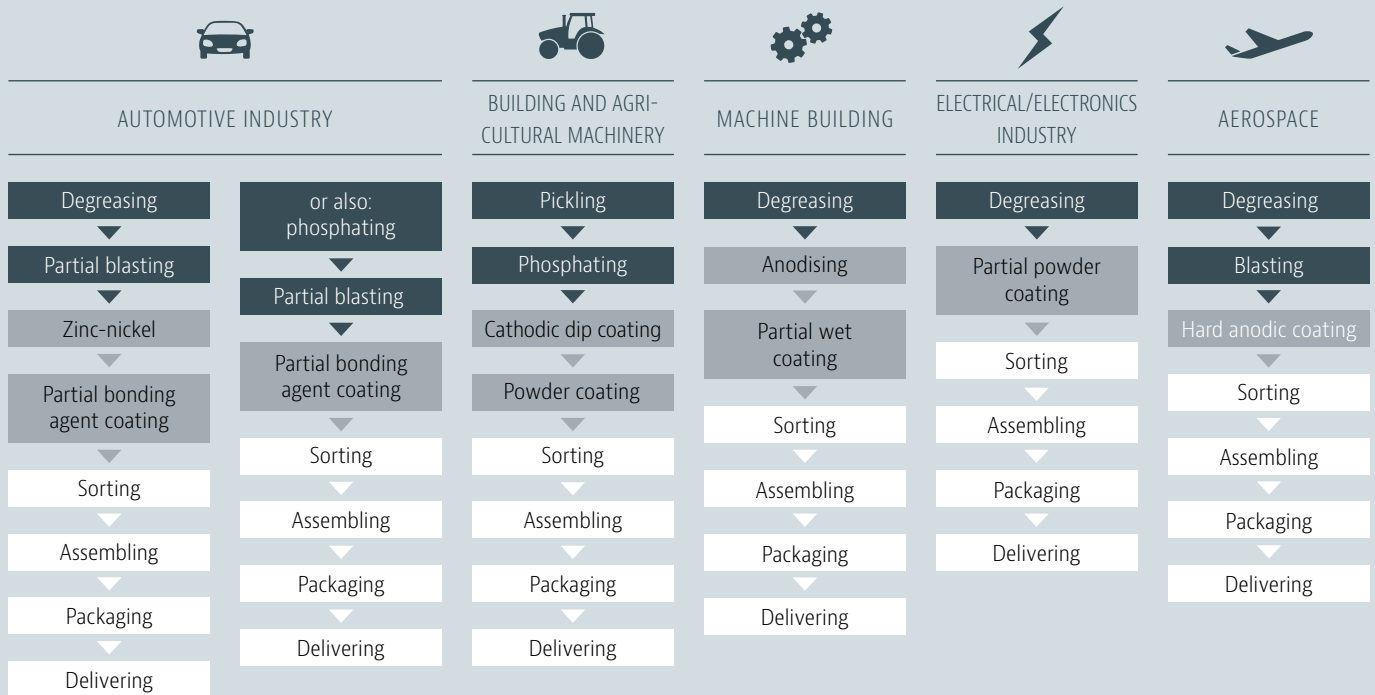 AUTOMOTIVE INDUSTRY
Degreasing
Partial blasting
Zinc-nickel
Partial bonding
agent coating
Sorting
Assembling
Packaging
Delivering
or also:
phosphating
Partial blasting
Partial bonding
agent coating
Sorting
Assembling
Packaging
Delivering
BUILDING AND AGRI-
CULTURAL MACHINERY
Pickling
Phosphating
Cathodic dip coating
Powder coating
Sorting
Assembling
Packaging
Delivering
MACHINE BUILDING
Degreasing
Anodising
Partial wet
coating
Sorting
Assembling
Packaging
Delivering
ELECTRICAL/ELECTRONICS
INDUSTRY
Degreasing
Partial powder
coating
Sorting
Assembling
Packaging
Delivering
AEROSPACE
Degreasing
Blasting
Hard anodic coating
Sorting
Assembling
Packaging
Delivering